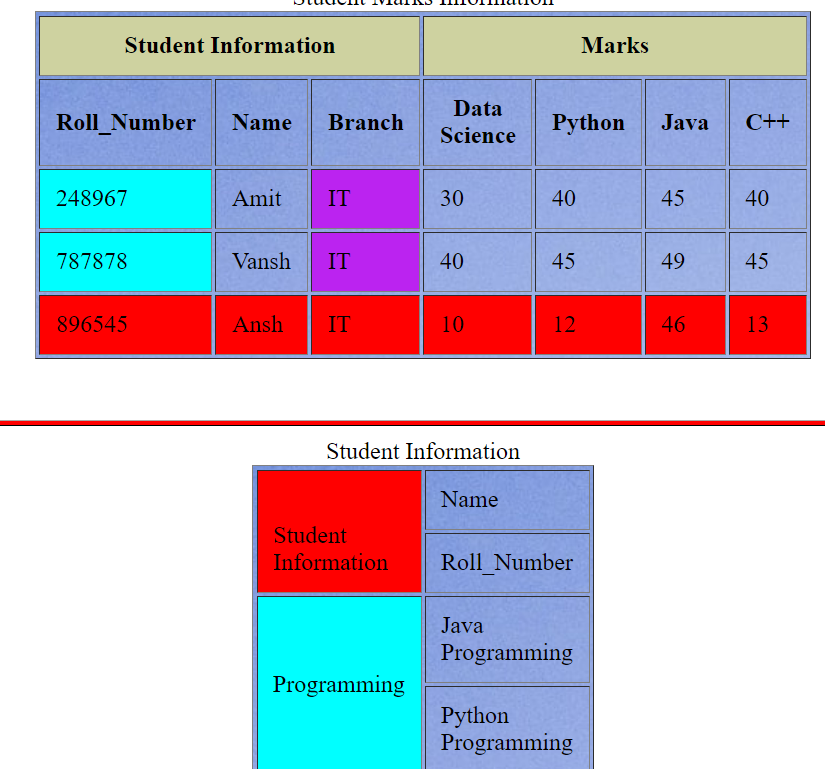 Student Marks Information
Student Information Marks
Roll_Number Name Branch Data Science Python Java C++
248967 Amit IT 30 40 45 40
787878 Vansh IT 40 45 49 45
896545 Ansh IT 10 12 46 13
Student Information
Student
Information
Name
Roll_Number
Programming
Java
Programming
Python
Programming